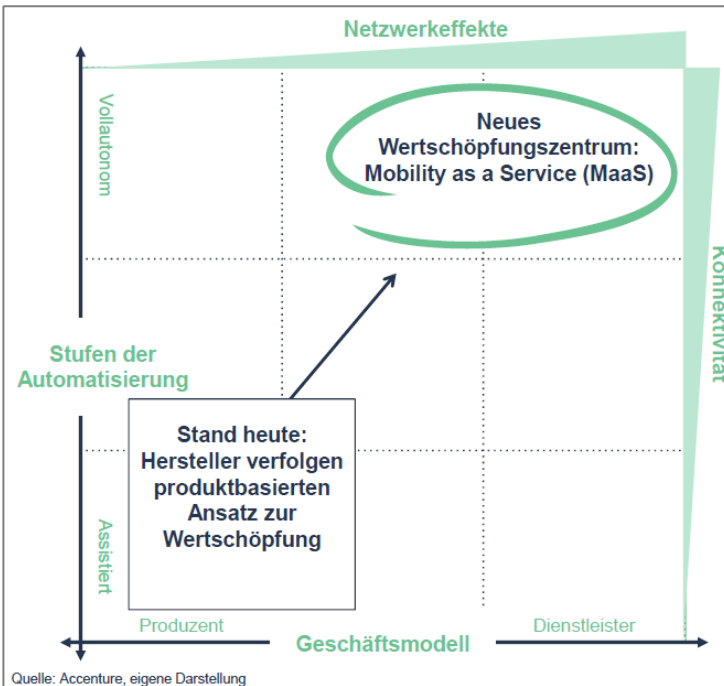 Netzwerkeffekte
Vollautonom
Neues
Wertschöpfungszentrum:
Mobility as a Service (MaaS)
Konnektivität
Stufen der
Automatisierung
Stand heute:
Hersteller verfolgen
produktbasierten
Ansatz zur
Wertschöpfung
Assistiert
Produzent
Geschäftsmodell
Dienstleister
Quelle: Accenture, eigene Darstellung